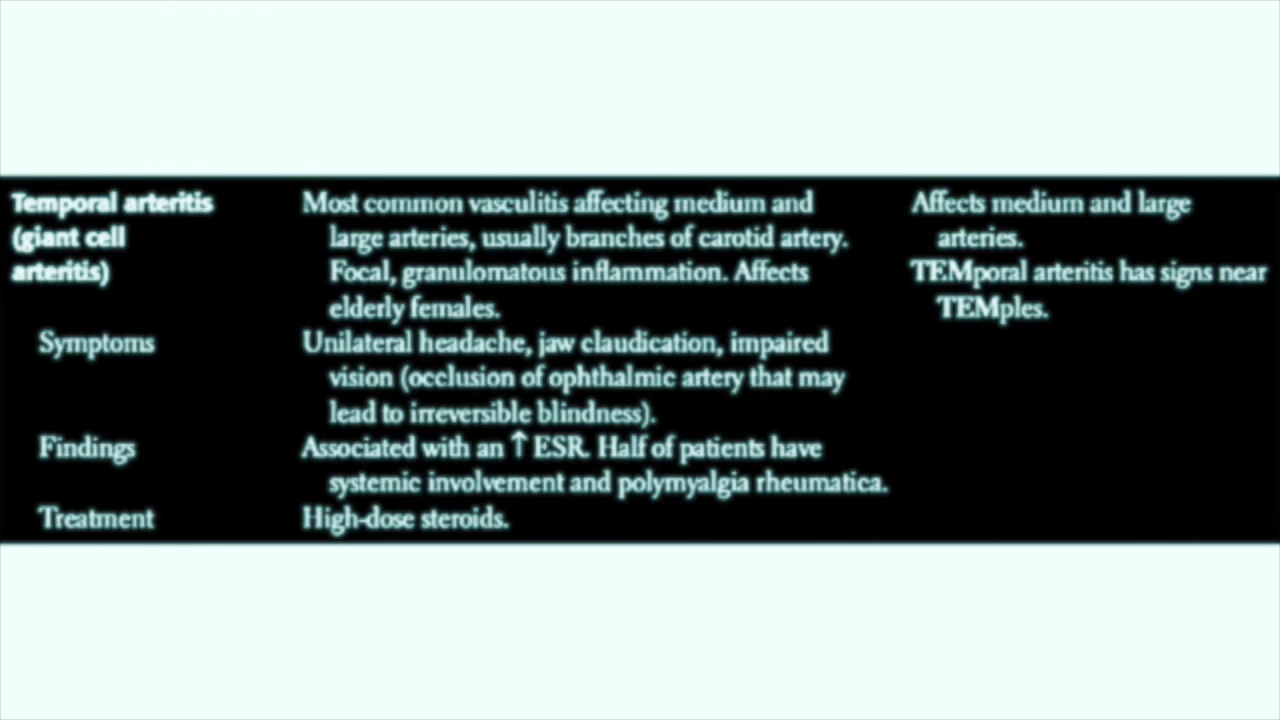 Temporal arteritis
(giant cell
arteritis)
Most common vasculitis affecting medium and
large arteries, usually branches of carotid artery.
Focal, granulomatous inflammation. Affects
elderly females.
Affects medium and large
arteries.
TEMporal arteritis has signs near
TEMples.
Symptoms
Unilateral headache, jaw claudication, impaired
vision (occlusion of ophthalmic artery that may
lead to irreversible blindness).
Findings
Associated with an ↑ ESR. Half of patients have
systemic involvement and polymyalgia rheumatica.
Treatment
High-dose steroids.